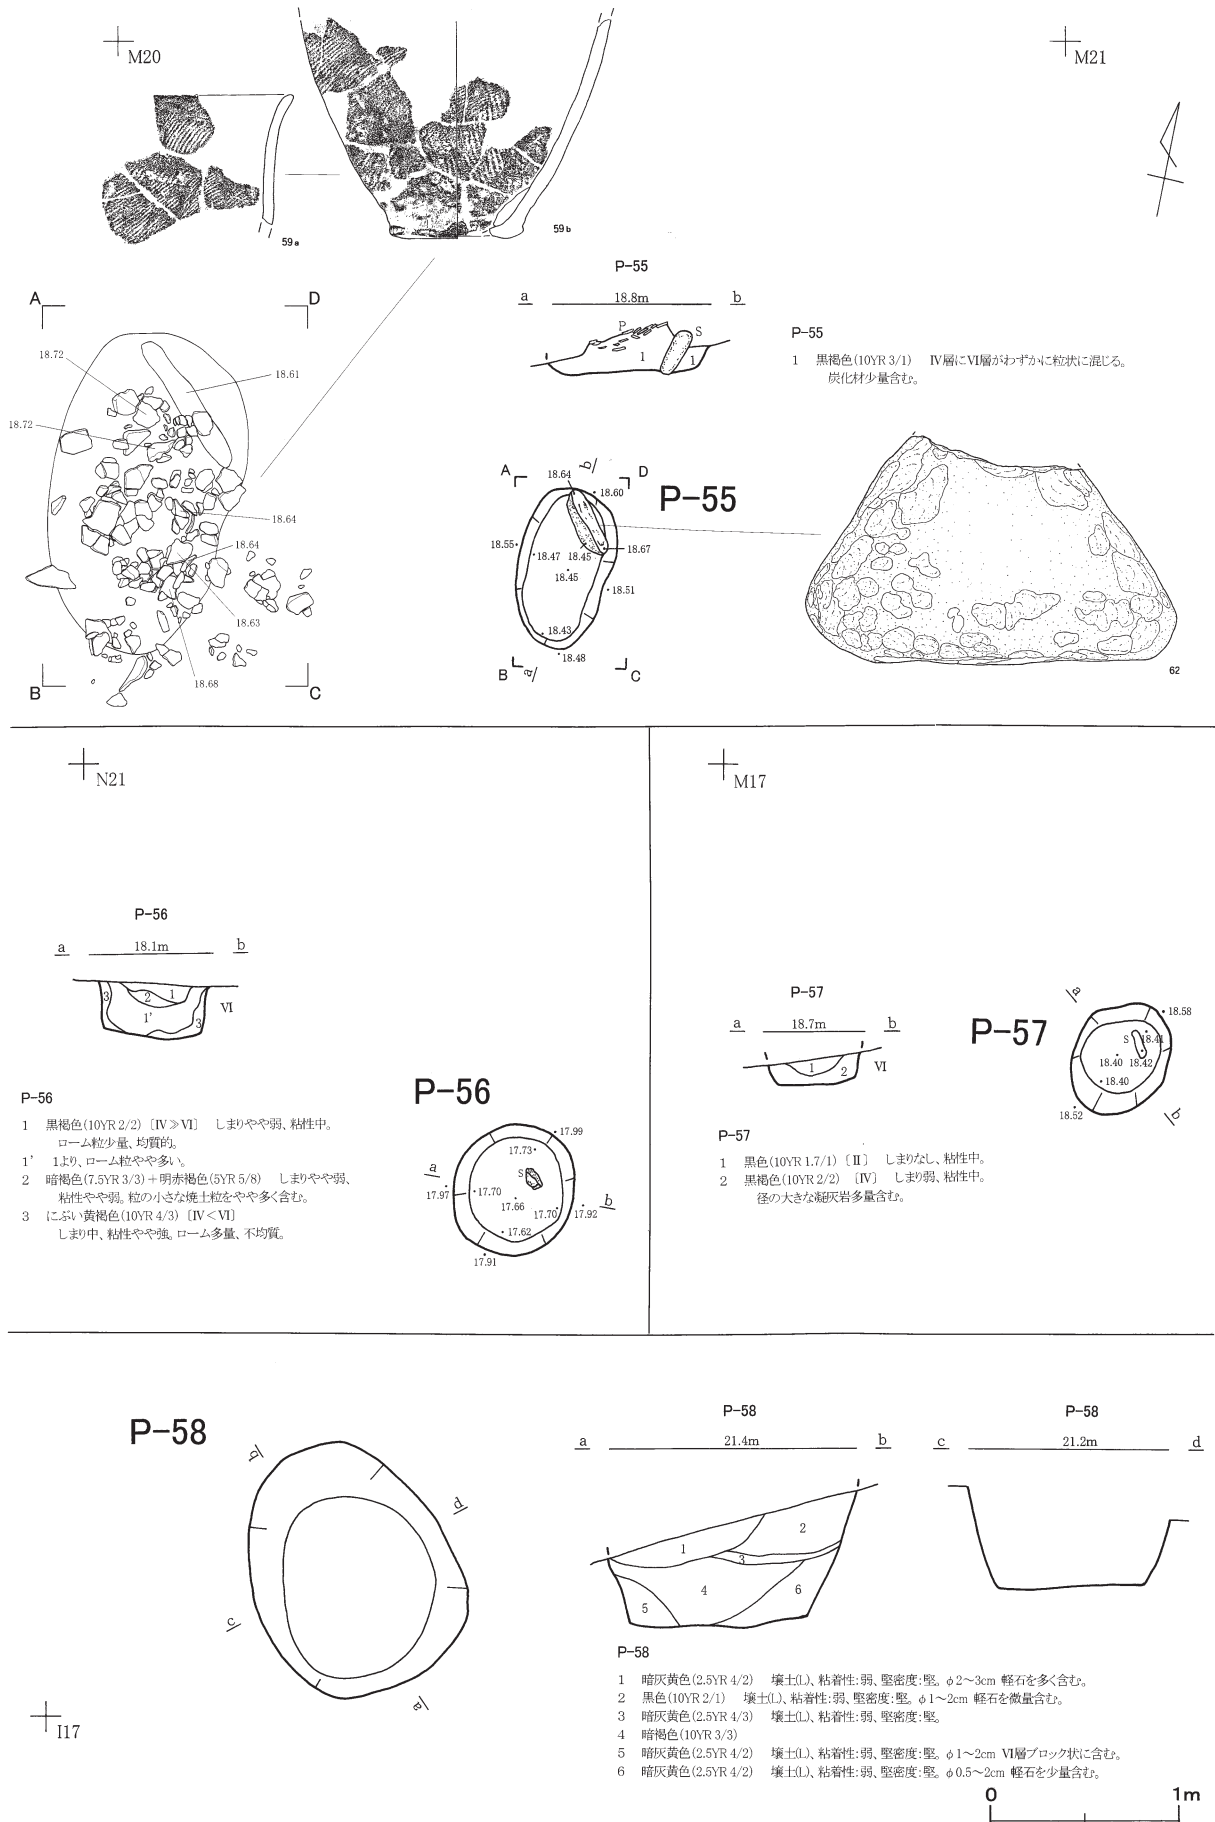 M20
M21
59a
59b
P-55
a 18.8m b
P S
1 1
P-55
1 黒褐色(10YR 3/1) Ⅳ層にⅥ層がわずかに粒状に混じる。
炭化材少量含む。
A D
18.72
18.61
18.72
18.64
18.64
18.63
18.68
B C
P-55
A b D
18.64
18.60
18.55
18.47 18.45 18.67
18.45
18.51
18.43
18.48
B a C
62
N21
P-56
a 18.1m b
3 2 1
1' 3
Ⅵ
P-56
1 黒褐色(10YR 2/2)〔Ⅳ≫Ⅵ〕 しまりやや弱、粘性中。
ローム粒少量、均質的。
1' 1より、ローム粒やや多い。
2 暗褐色(7.5YR 3/3)+明赤褐色(5YR 5/8) しまりやや弱、
粘性やや弱。粒の小さな焼土粒をやや多く含む。
3 にぶい黄褐色(10YR 4/3)〔Ⅳ<Ⅵ〕
しまり中、粘性やや強。ローム多量、不均質。
P-56
17.99
17.73
a S
17.97 17.70
17.66
b
17.70 17.92
17.62
17.91
M17
P-57
a 18.7m b
1 2 Ⅵ
P-57
a
18.58
S 18.41
18.40 18.42
18.40
18.52
b
P-57
1 黒色(10YR 1.7/1)〔Ⅱ〕 しまりなし、粘性中。
2 黒褐色(10YR 2/2)〔Ⅳ〕 しまり弱、粘性中。
径の大きな凝灰岩多量含む。
P-58
b
d
c
a
I17
P-58
a 21.4m b
1 2 3 4 5 6
P-58
c 21.2m d
P-58
1 暗灰黄色(2.5YR 4/2) 壌土(L)、粘着性:弱、堅密度:堅。φ2～3cm 軽石を多く含む。
2 黒色(10YR 2/1) 壌土(L)、粘着性:弱、堅密度:堅。φ1～2cm 軽石を微量含む。
3 暗灰黄色(2.5YR 4/3) 壌土(L)、粘着性:弱、堅密度:堅。
4 暗褐色(10YR 3/3)
5 暗灰黄色(2.5YR 4/2) 壌土(L)、粘着性:弱、堅密度:堅。φ1～2cm Ⅵ層ブロック状に含む。
6 暗灰黄色(2.5YR 4/2) 壌土(L)、粘着性:弱、堅密度:堅。φ0.5～2cm 軽石を少量含む。
0 1m